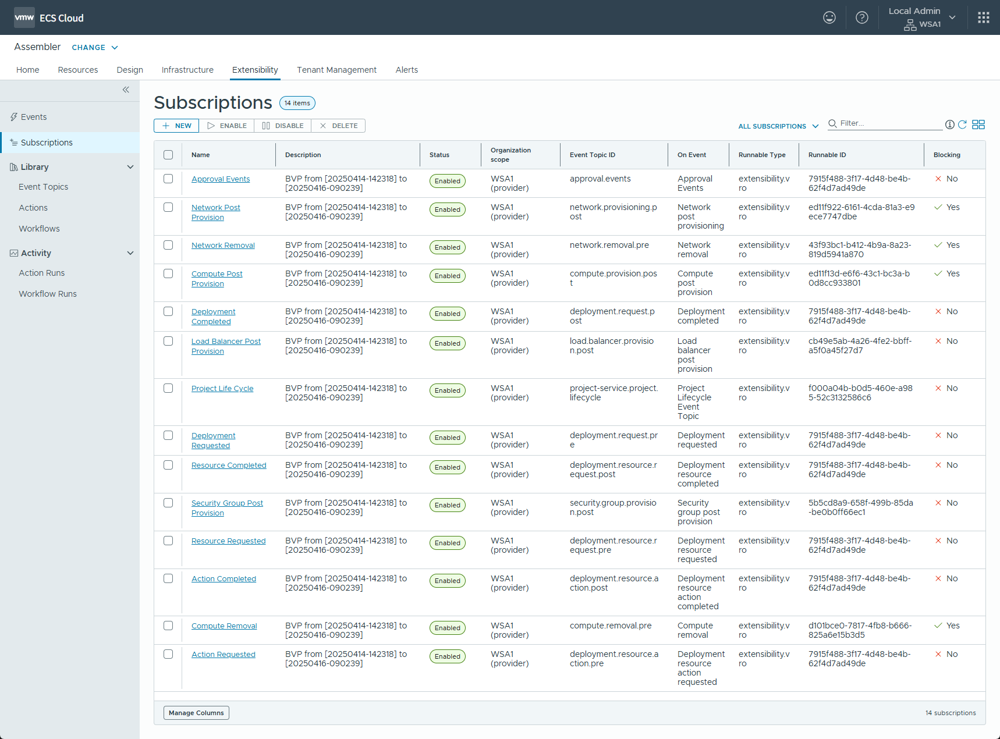 vmw ECS Cloud
Local Admin
WSA1
Assembler CHANGE
Home Resources Design Infrastructure Extensibility Tenant Management Alerts
Events
Subscriptions
Library
Event Topics
Actions
Workflows
Activity
Action Runs
Workflow Runs
Subscriptions 14 items
NEW ENABLE DISABLE DELETE
ALL SUBSCRIPTIONS Filter...
Name Description Status Organization scope Event Topic ID On Event Runnable Type Runnable ID Blocking
Approval Events BVP from [20250414-142318] to [20250416-090239] Enabled WSA1 (provider) approval.events Approval Events extensibility.vro 7915f488-3f17-4d48-be4b-62f4d7ad49de No
Network Post Provision BVP from [20250414-142318] to [20250416-090239] Enabled WSA1 (provider) network.provisioning.post Network post provisioning extensibility.vro ed11f922-6161-4cda-81a3-e9ece7747dbe Yes
Network Removal BVP from [20250414-142318] to [20250416-090239] Enabled WSA1 (provider) network.removal.pre Network removal extensibility.vro 43f93bc1-b412-4b9a-8a23-819d5941a870 Yes
Compute Post Provision BVP from [20250414-142318] to [20250416-090239] Enabled WSA1 (provider) compute.provision.post Compute post provision extensibility.vro ed11f13d-e6f6-43c1-bc3a-b0d8cc933801 Yes
Deployment Completed BVP from [20250414-142318] to [20250416-090239] Enabled WSA1 (provider) deployment.request.post Deployment completed extensibility.vro 7915f488-3f17-4d48-be4b-62f4d7ad49de No
Load Balancer Post Provision BVP from [20250414-142318] to [20250416-090239] Enabled WSA1 (provider) load.balancer.provision.post Load balancer post provision extensibility.vro cb49e5ab-4a26-4fe2-bbff-a5f0a45f27d7 No
Project Life Cycle BVP from [20250414-142318] to [20250416-090239] Enabled WSA1 (provider) project-service.project.lifecycle Project Lifecycle Event Topic extensibility.vro f000a04b-b0d5-460e-a985-52c3132586c6 No
Deployment Requested BVP from [20250414-142318] to [20250416-090239] Enabled WSA1 (provider) deployment.request.pre Deployment requested extensibility.vro 7915f488-3f17-4d48-be4b-62f4d7ad49de No
Resource Completed BVP from [20250414-142318] to [20250416-090239] Enabled WSA1 (provider) deployment.resource.request.post Deployment resource completed extensibility.vro 7915f488-3f17-4d48-be4b-62f4d7ad49de No
Security Group Post Provision BVP from [20250414-142318] to [20250416-090239] Enabled WSA1 (provider) security.group.provision.post Security group post provision extensibility.vro 5b5cd8a9-658f-499b-85da-be0b0ff66ec1 No
Resource Requested BVP from [20250414-142318] to [20250416-090239] Enabled WSA1 (provider) deployment.resource.request.pre Deployment resource requested extensibility.vro 7915f488-3f17-4d48-be4b-62f4d7ad49de No
Action Completed BVP from [20250414-142318] to [20250416-090239] Enabled WSA1 (provider) deployment.resource.action.post Deployment resource action completed extensibility.vro 7915f488-3f17-4d48-be4b-62f4d7ad49de No
Compute Removal BVP from [20250414-142318] to [20250416-090239] Enabled WSA1 (provider) compute.removal.pre Compute removal extensibility.vro d101bce0-7817-4fb8-b666-825a6e15b3d5 Yes
Action Requested BVP from [20250414-142318] to [20250416-090239] Enabled WSA1 (provider) deployment.resource.action.pre Deployment resource action requested extensibility.vro 7915f488-3f17-4d48-be4b-62f4d7ad49de No
Manage Columns 14 subscriptions